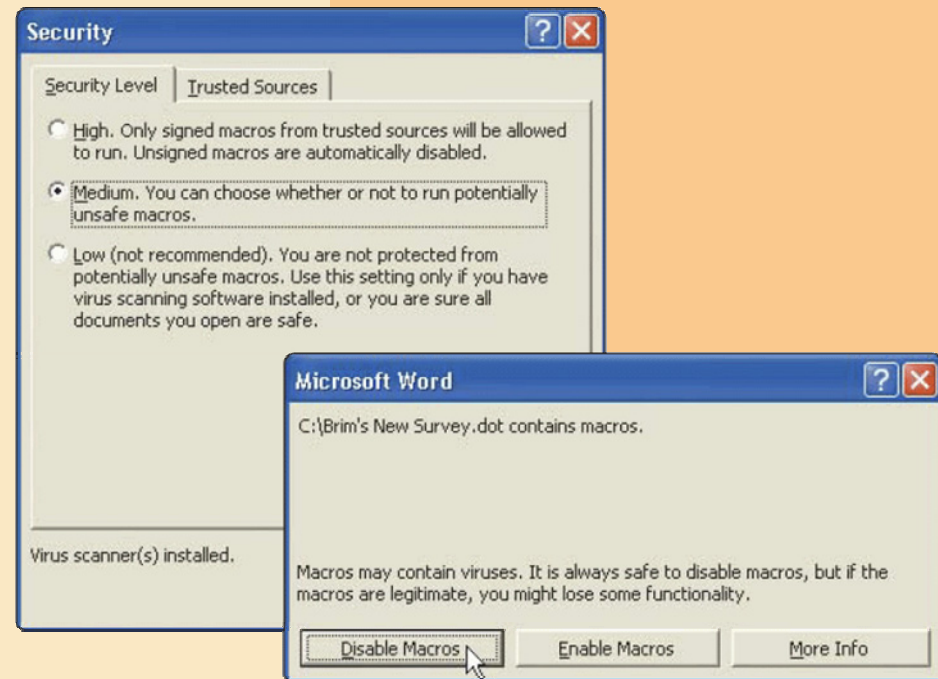 Security
Security Level
Trusted Sources
High. Only signed macros from trusted sources will be allowed
to run. Unsigned macros are automatically disabled.
Medium. You can choose whether or not to run potentially
unsafe macros.
Low (not recommended). You are not protected from
potentially unsafe macros. Use this setting only if you have
virus scanning software installed, or you are sure all
documents you open are safe.
Virus scanner(s) installed.
Microsoft Word
C:\Brim's New Survey.dot contains macros.
Macros may contain viruses. It is always safe to disable macros, but if the
macros are legitimate, you might lose some functionality.
Disable Macros
Enable Macros
More Info